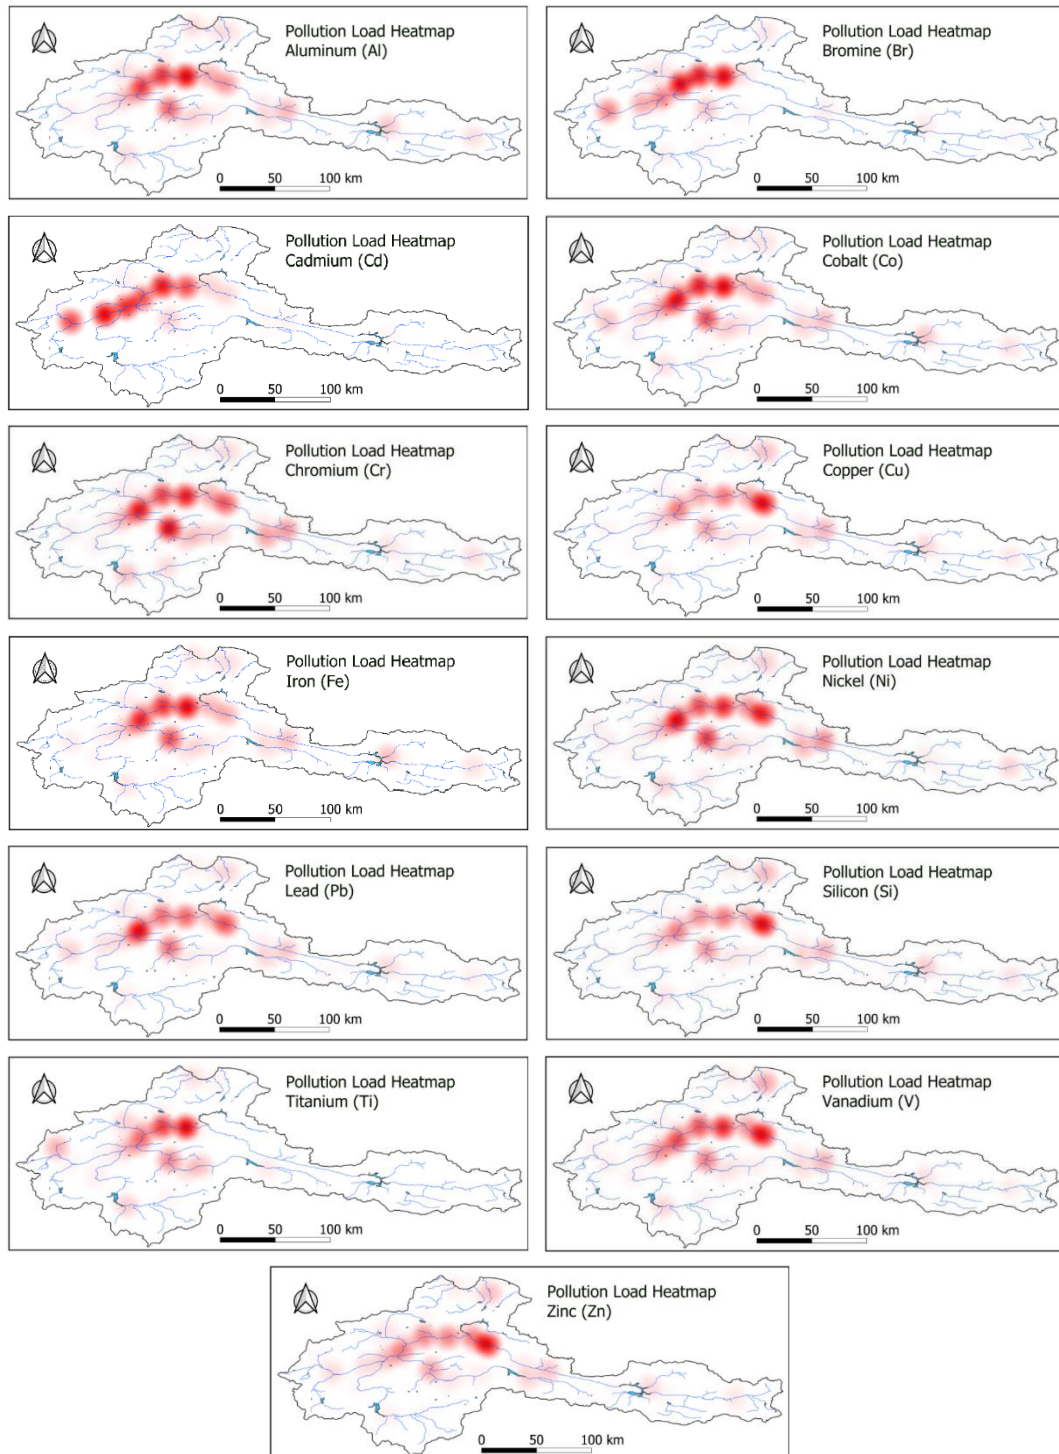 Pollution Load Heatmap
Aluminum (Al)
0 50 100 km
Pollution Load Heatmap
Bromine (Br)
0 50 100 km
Pollution Load Heatmap
Cadmium (Cd)
0 50 100 km
Pollution Load Heatmap
Cobalt (Co)
0 50 100 km
Pollution Load Heatmap
Chromium (Cr)
0 50 100 km
Pollution Load Heatmap
Copper (Cu)
0 50 100 km
Pollution Load Heatmap
Iron (Fe)
0 50 100 km
Pollution Load Heatmap
Nickel (Ni)
0 50 100 km
Pollution Load Heatmap
Lead (Pb)
0 50 100 km
Pollution Load Heatmap
Silicon (Si)
0 50 100 km
Pollution Load Heatmap
Titanium (Ti)
0 50 100 km
Pollution Load Heatmap
Vanadium (V)
0 50 100 km
Pollution Load Heatmap
Zinc (Zn)
0 50 100 km